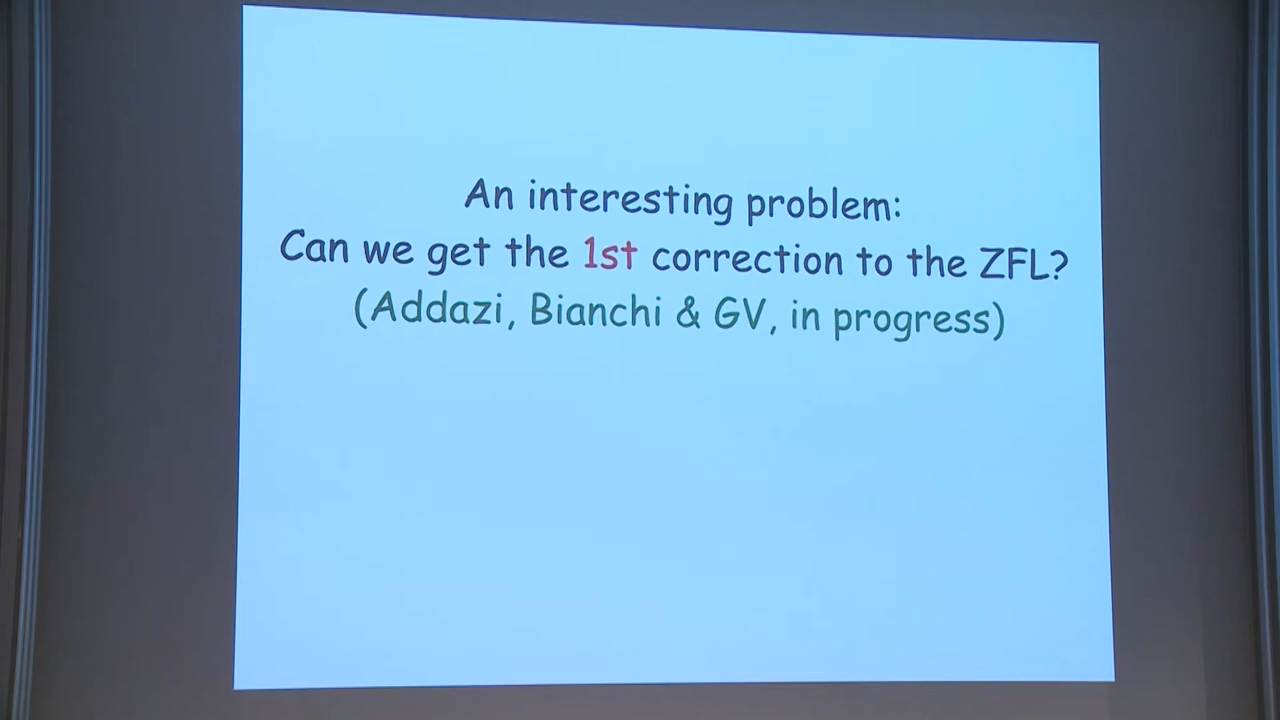 An interesting problem:
Can we get the 1st correction to the ZFL?
(Addazi, Bianchi & GV, in progress)